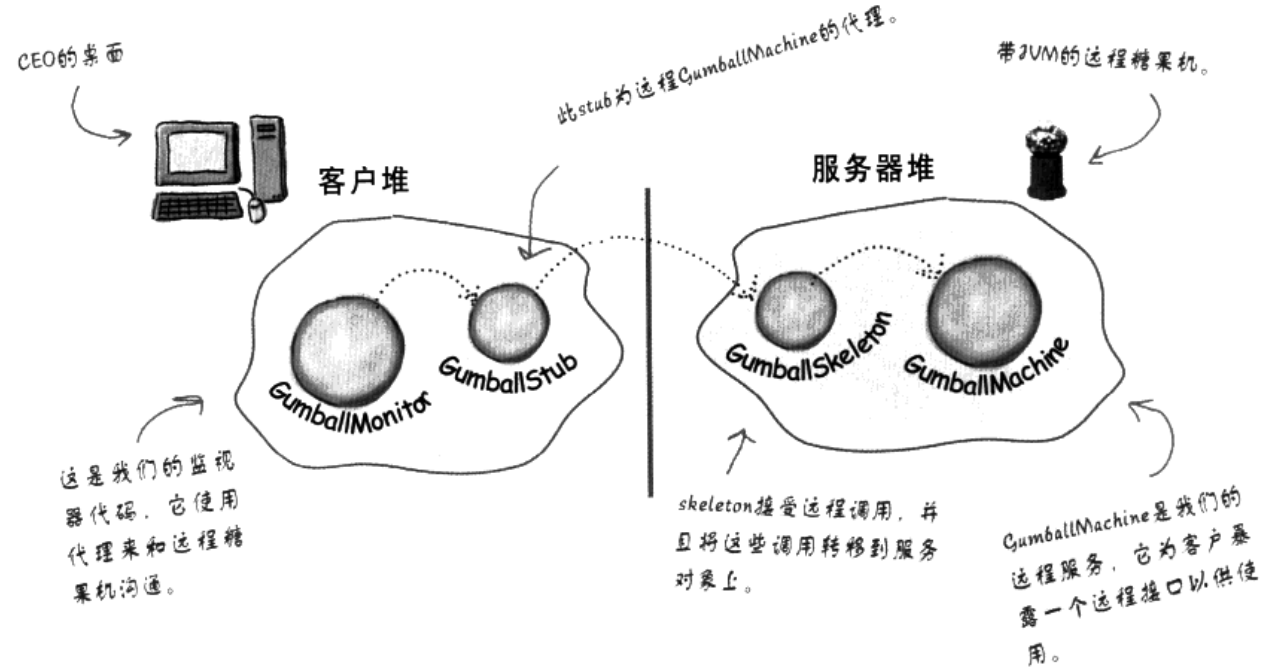 CEO的桌面
此stub为远程GumballMachine的代理。
带JVM的远程糖果机。
客户堆
服务器堆
GumballMonitor
GumballStub
GumballSkeleton
GumballMachine
这是我们的监视
器代码，它使用
代理来和远程糖
果机沟通。
skeleton接受远程调用，并
且将这些调用转移到服务
对象上。
GumballMachine是我们的
远程服务，它为客户暴
露一个远程接口以供使
用。